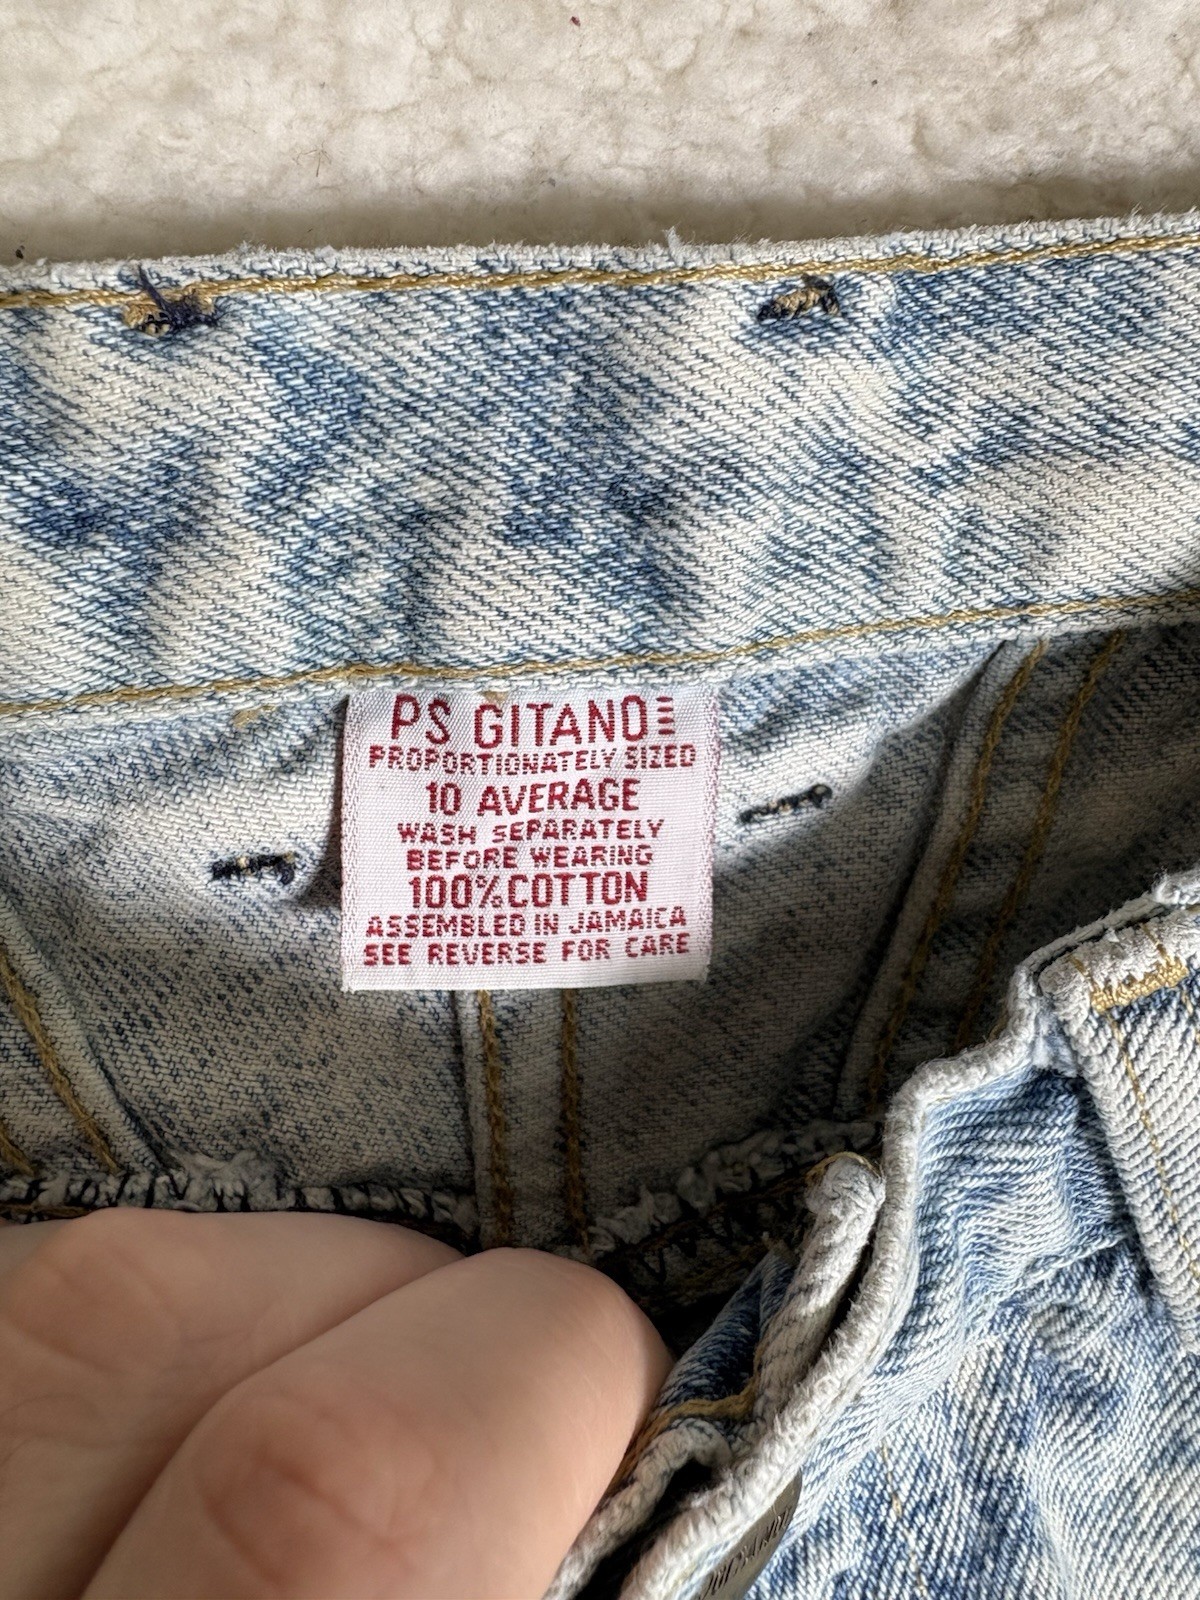 PS GITANO
PROPORTIONATELY SIZED
10 AVERAGE
WASH SEPARATELY
BEFORE WEARING
100% COTTON
ASSEMBLED IN JAMAICA
SEE REVERSE FOR CARE